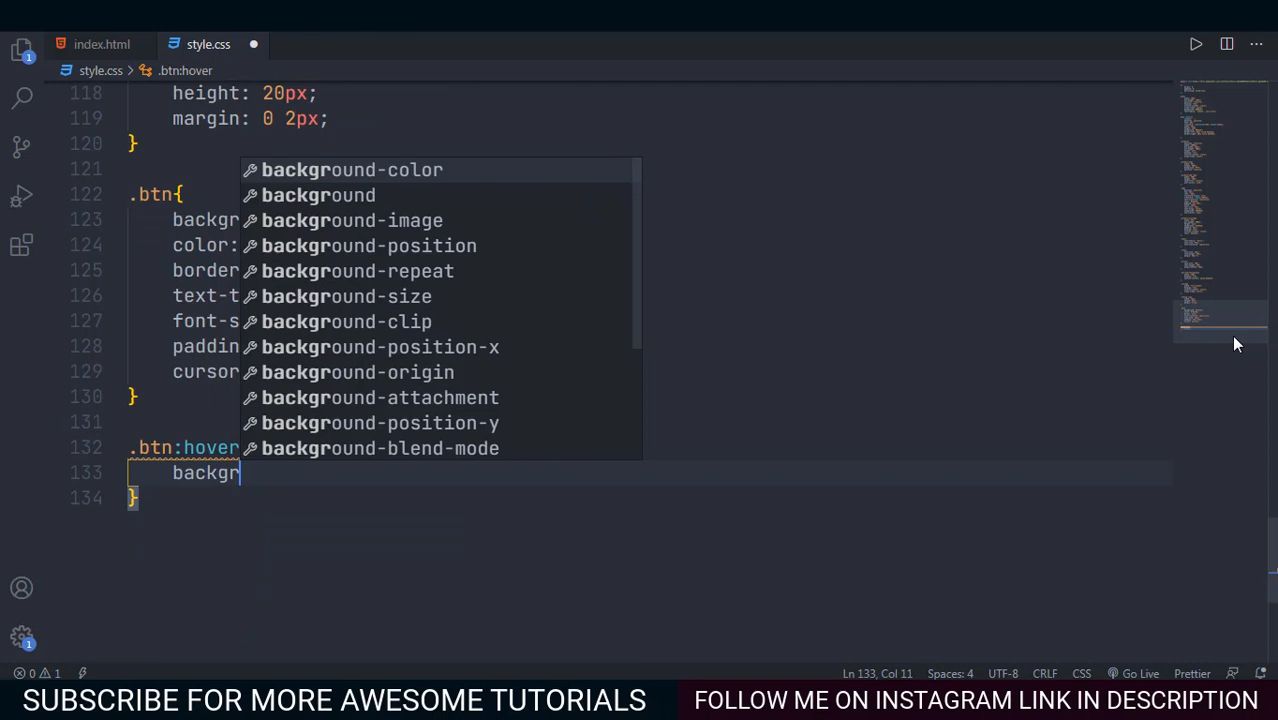 index.html
style.css
style.css > .btn:hover
118 height: 20px;
119 margin: 0 2px;
120 }
121
122 .btn{
123 backgr
124 color:
125 border
126 text-t
127 font-s
128 paddin
129 cursor
130 }
131
132 .btn:hover
133 backgr
134 }
background-color
background
background-image
background-position
background-repeat
background-size
background-clip
background-position-x
background-origin
background-attachment
background-position-y
background-blend-mode
1
1
0 1
Ln 133, Col 11
Spaces: 4
UTF-8
CRLF
CSS
Go Live
Prettier
SUBSCRIBE FOR MORE AWESOME TUTORIALS
FOLLOW ME ON INSTAGRAM LINK IN DESCRIPTION